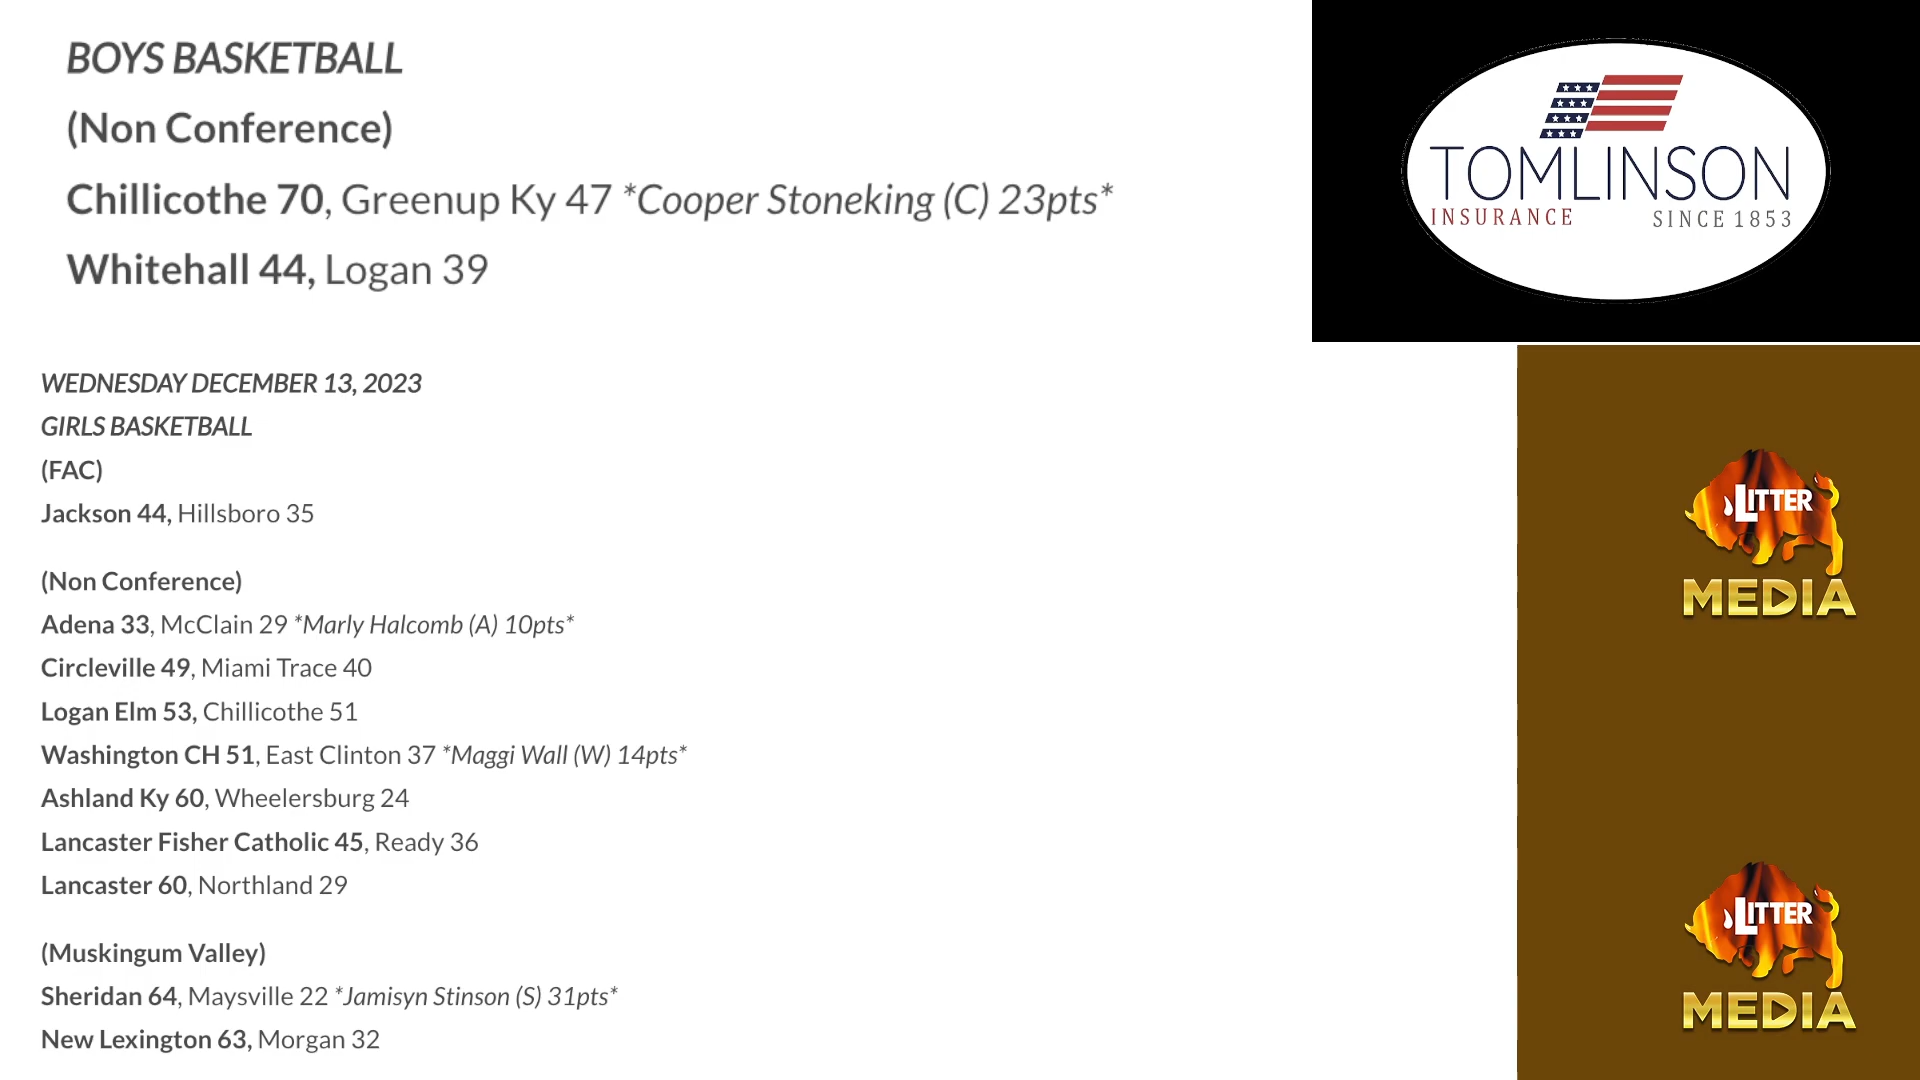 BOYS BASKETBALL
(Non Conference)
Chillicothe 70, Greenup Ky 47 *Cooper Stoneking (C) 23pts*
Whitehall 44, Logan 39
TOMLINSON
INSURANCE SINCE 1853
WEDNESDAY DECEMBER 13, 2023
GIRLS BASKETBALL
(FAC)
Jackson 44, Hillsboro 35
(Non Conference)
Adena 33, McClain 29 *Marly Halcomb (A) 10pts*
Circleville 49, Miami Trace 40
Logan Elm 53, Chillicothe 51
Washington CH 51, East Clinton 37 *Maggi Wall (W) 14pts*
Ashland Ky 60, Wheelersburg 24
Lancaster Fisher Catholic 45, Ready 36
Lancaster 60, Northland 29
(Muskingum Valley)
Sheridan 64, Maysville 22 *Jamisyn Stinson (S) 31pts*
New Lexington 63, Morgan 32
LITTER
MEDIA
LITTER
MEDIA